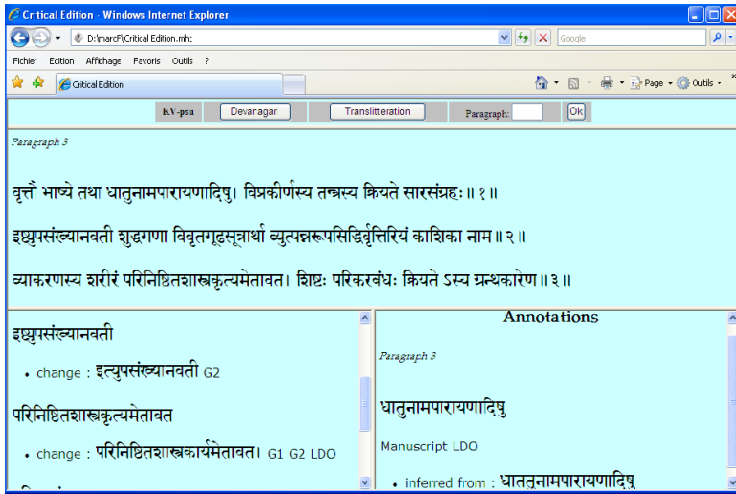 Critical Edition - Windows Internet Explorer
D:\narcF\Critical Edition.mht
Google
Fichier Edition Affichage Favoris Outils ?
Critical Edition
Page Outils
KV-psu Devanagar Translitteration Paragraph: Ok
Paragraph 3
वृत्तौ भाष्ये तथा धातुनामपारायणादिषु। विप्रकीर्णस्य तन्त्रस्य क्रियते सारसंग्रहः॥१॥
इष्ट्युपसंख्यानवती शुद्धगणा विवृतगूढसूत्रार्था व्युत्पन्नरूपसिद्धिर्वृत्तिरियं काशिका नाम॥२॥
व्याकरणस्य शरीरं परिनिष्ठितशास्त्रकृत्यमेतावत। शिष्टः परिकरबंधः क्रियते ऽस्य ग्रन्थकारेण॥३॥
इष्ट्युपसंख्यानवती
• change : इत्युपसंख्यानवती G2
परिनिष्ठितशास्त्रकृत्यमेतावत
• change : परिनिष्ठितशास्त्रकार्यमेतावत। G1 G2 LDO
Annotations
Paragraph 3
धातुनामपारायणादिषु
Manuscript LDO
• inferred from : धाततुनामपारायणादिषु